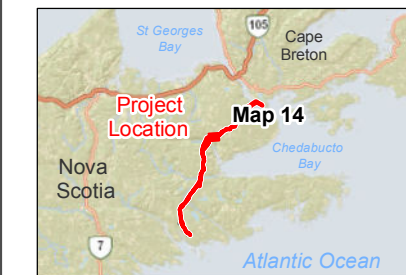 105
St Georges
Bay
Cape
Breton
Project
Location
Map 14
Chedabucto
Bay
Nova
Scotia
7
Atlantic Ocean